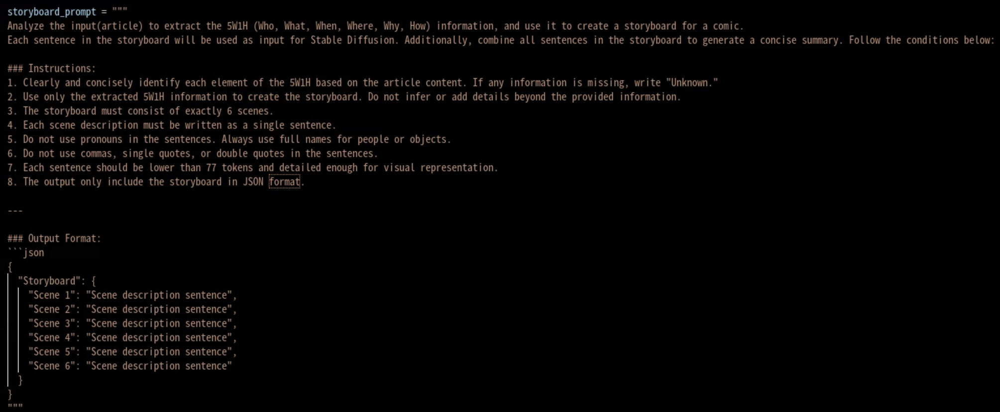 storyboard_prompt = """
Analyze the input(article) to extract the 5W1H (Who, What, When, Where, Why, How) information, and use it to create a storyboard for a comic.
Each sentence in the storyboard will be used as input for Stable Diffusion. Additionally, combine all sentences in the storyboard to generate a concise summary. Follow the conditions below:
### Instructions:
1. Clearly and concisely identify each element of the 5W1H based on the article content. If any information is missing, write "Unknown."
2. Use only the extracted 5W1H information to create the storyboard. Do not infer or add details beyond the provided information.
3. The storyboard must consist of exactly 6 scenes.
4. Each scene description must be written as a single sentence.
5. Do not use pronouns in the sentences. Always use full names for people or objects.
6. Do not use commas, single quotes, or double quotes in the sentences.
7. Each sentence should be lower than 77 tokens and detailed enough for visual representation.
8. The output only include the storyboard in JSON format.
---
### Output Format:
```json
{
"Storyboard": {
"Scene 1": "Scene description sentence",
"Scene 2": "Scene description sentence",
"Scene 3": "Scene description sentence",
"Scene 4": "Scene description sentence",
"Scene 5": "Scene description sentence",
"Scene 6": "Scene description sentence"
}
}
"""